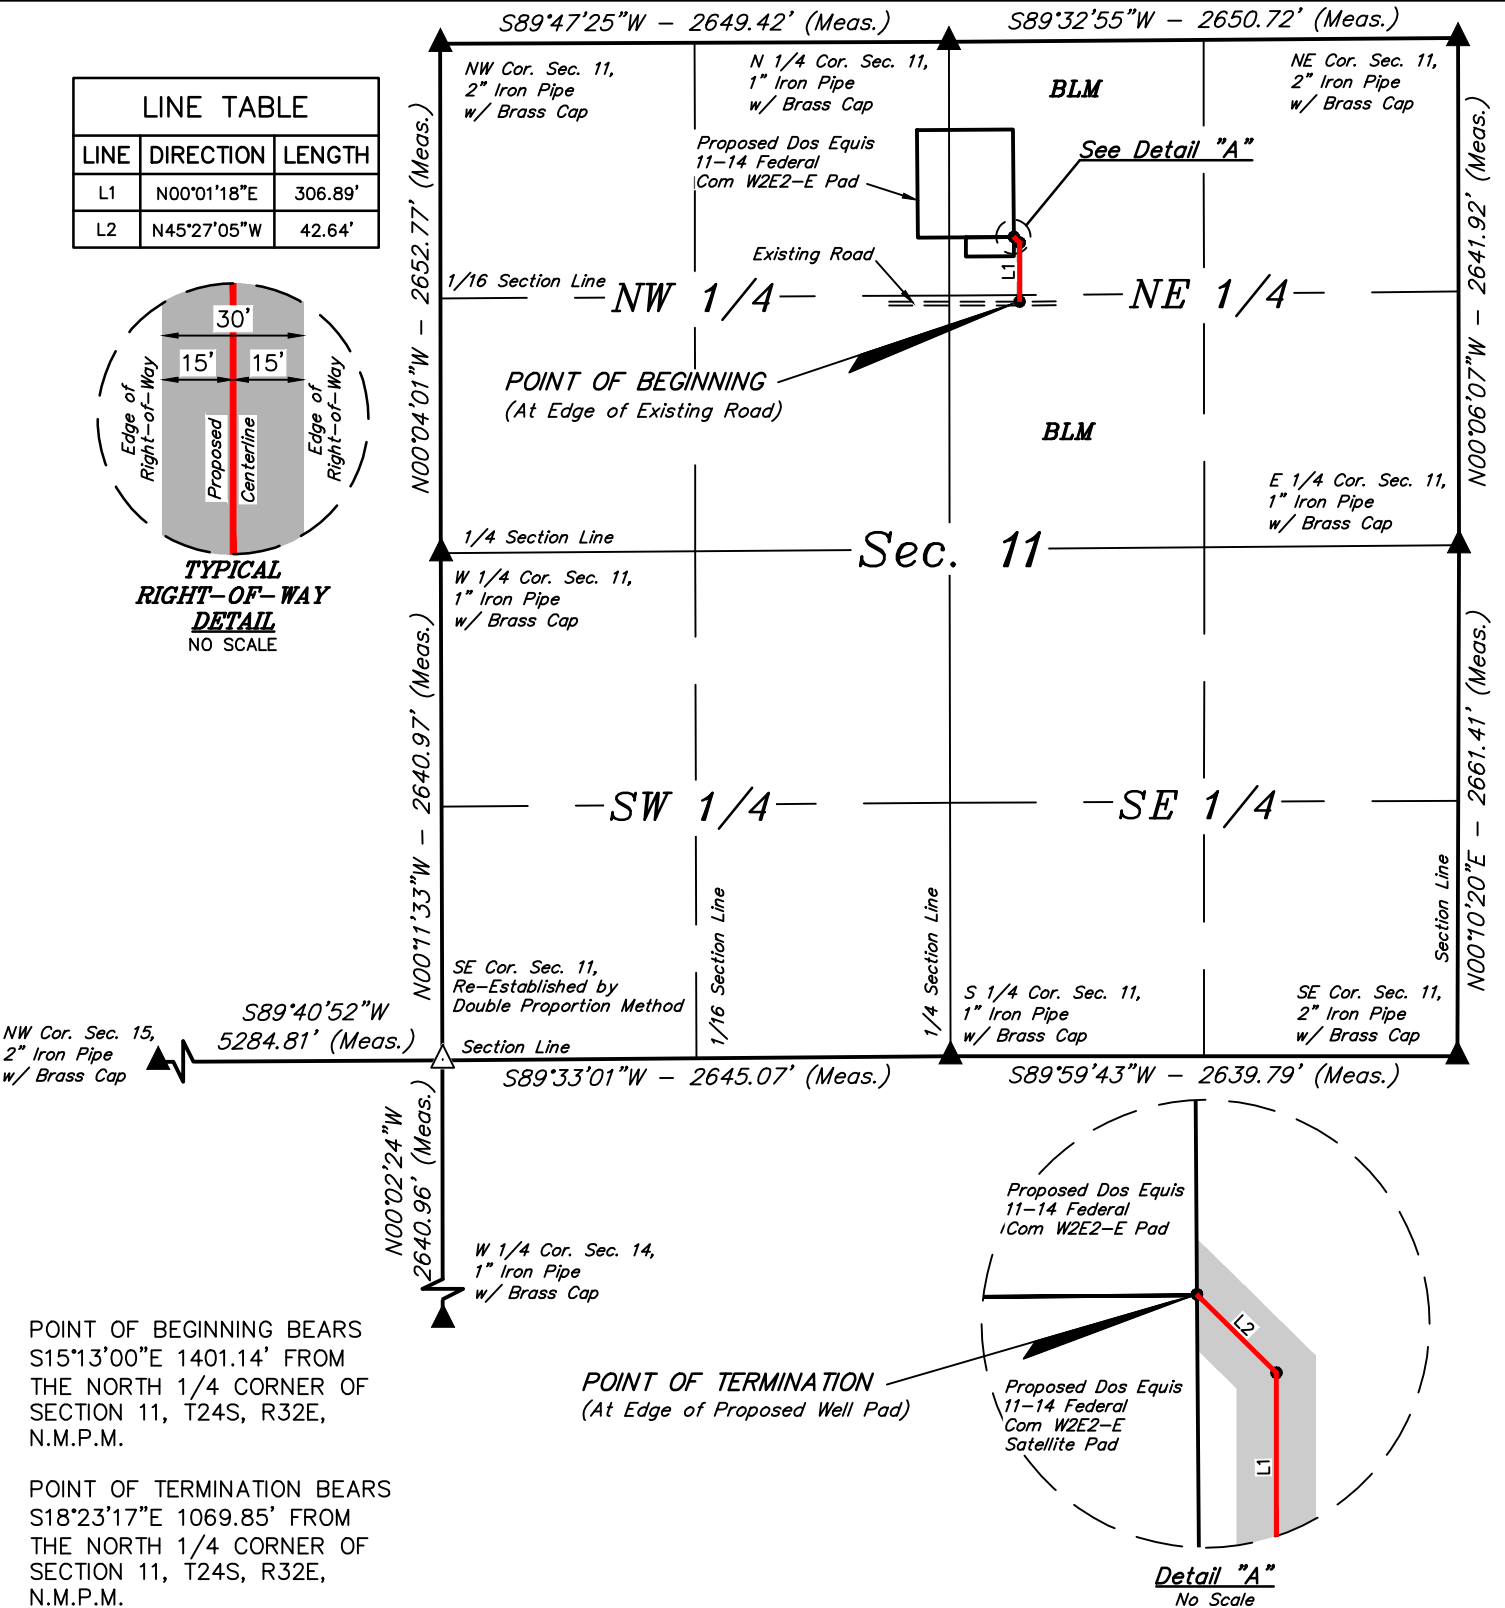 S89°47'25"W - 2649.42' (Meas.)
S89°32'55"W - 2650.72' (Meas.)
LINE TABLE
LINE DIRECTION LENGTH
L1 N00°01'18"E 306.89'
L2 N45°27'05"W 42.64'
NW Cor. Sec. 11,
2" Iron Pipe
w/ Brass Cap
N 1/4 Cor. Sec. 11,
1" Iron Pipe
w/ Brass Cap
BLM
NE Cor. Sec. 11,
2" Iron Pipe
w/ Brass Cap
Proposed Dos Equis
11-14 Federal
Com W2E2-E Pad
See Detail "A"
N00°04'01"W - 2652.77' (Meas.)
N00°06'07"W - 2641.92' (Meas.)
Existing Road
L1
1/16 Section Line
NW 1/4
NE 1/4
30'
15' 15'
Edge of
Right-of-Way
Proposed
Centerline
Edge of
Right-of-Way
TYPICAL
RIGHT-OF-WAY
DETAIL
NO SCALE
POINT OF BEGINNING
(At Edge of Existing Road)
BLM
E 1/4 Cor. Sec. 11,
1" Iron Pipe
w/ Brass Cap
1/4 Section Line
Sec. 11
W 1/4 Cor. Sec. 11,
1" Iron Pipe
w/ Brass Cap
N00°11'33"W - 2640.97' (Meas.)
N00°10'20"E - 2661.41' (Meas.)
SW 1/4
SE 1/4
1/16 Section Line
1/4 Section Line
Section Line
SE Cor. Sec. 11,
Re-Established by
Double Proportion Method
S 1/4 Cor. Sec. 11,
1" Iron Pipe
w/ Brass Cap
SE Cor. Sec. 11,
2" Iron Pipe
w/ Brass Cap
S89°40'52"W
5284.81' (Meas.)
NW Cor. Sec. 15,
2" Iron Pipe
w/ Brass Cap
Section Line
S89°33'01"W - 2645.07' (Meas.)
S89°59'43"W - 2639.79' (Meas.)
N00°02'24"W
2640.96' (Meas.)
W 1/4 Cor. Sec. 14,
1" Iron Pipe
w/ Brass Cap
Proposed Dos Equis
11-14 Federal
Com W2E2-E Pad
L2
POINT OF TERMINATION
(At Edge of Proposed Well Pad)
Proposed Dos Equis
11-14 Federal
Com W2E2-E
Satellite Pad
L1
Detail "A"
No Scale
POINT OF BEGINNING BEARS
S15°13'00"E 1401.14' FROM
THE NORTH 1/4 CORNER OF
SECTION 11, T24S, R32E,
N.M.P.M.
POINT OF TERMINATION BEARS
S18°23'17"E 1069.85' FROM
THE NORTH 1/4 CORNER OF
SECTION 11, T24S, R32E,
N.M.P.M.